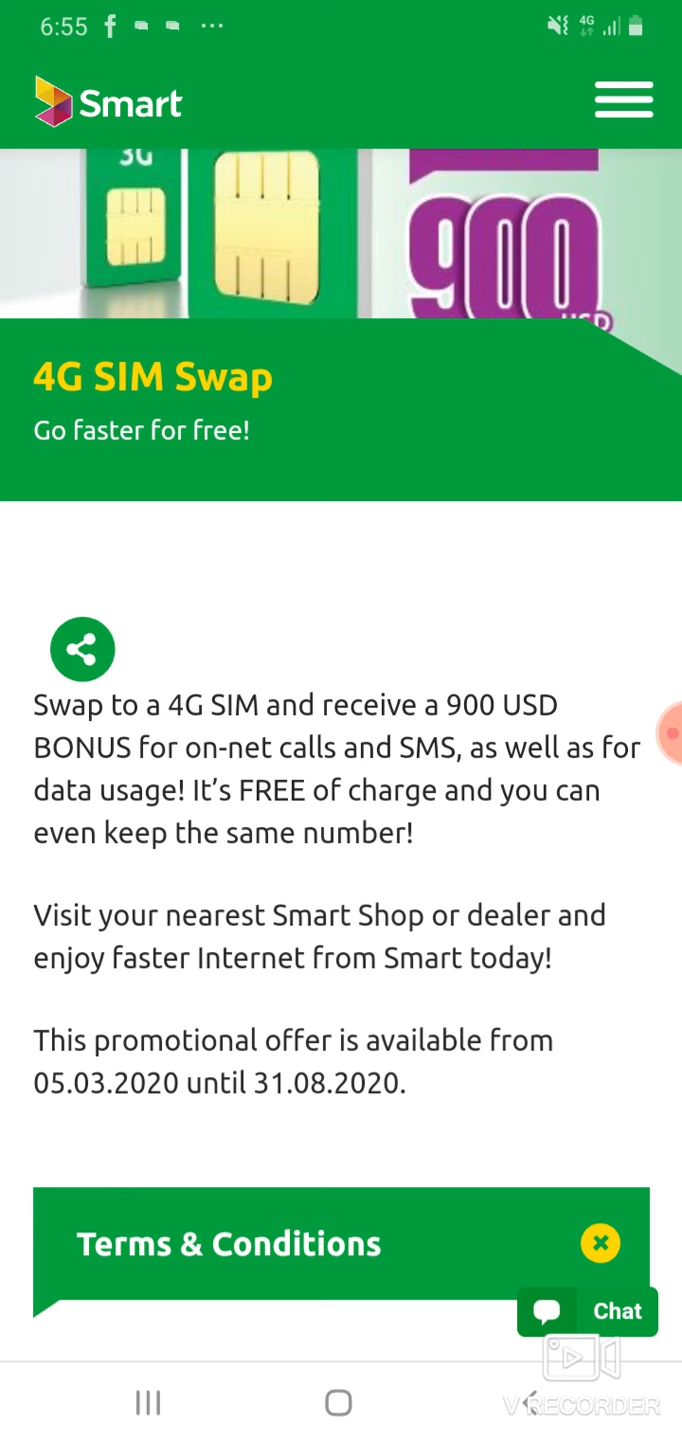 6:55
4G
Smart
3G
900
USD
4G SIM Swap
Go faster for free!
Swap to a 4G SIM and receive a 900 USD
BONUS for on-net calls and SMS, as well as for
data usage! It’s FREE of charge and you can
even keep the same number!
Visit your nearest Smart Shop or dealer and
enjoy faster Internet from Smart today!
This promotional offer is available from
05.03.2020 until 31.08.2020.
Terms & Conditions
Chat
V RECORDER